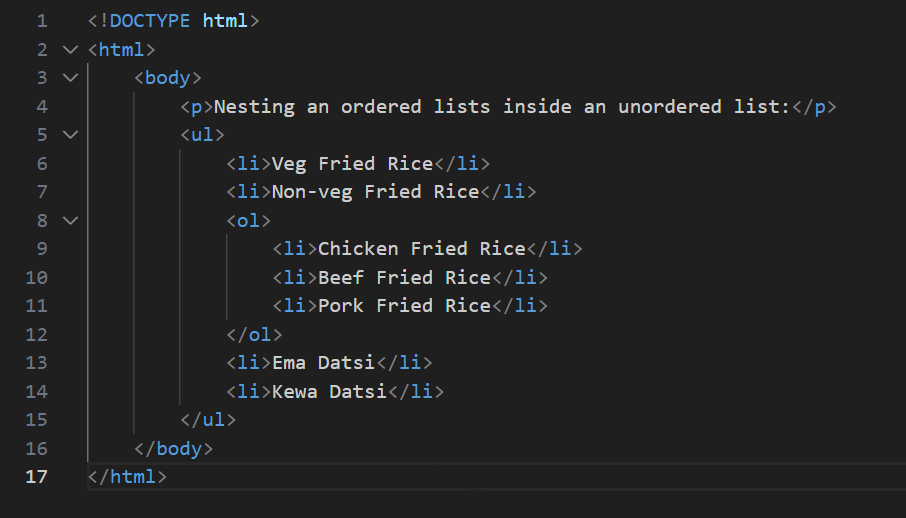 1 <!DOCTYPE html>
2 <html>
3 <body>
4 <p>Nesting an ordered lists inside an unordered list:</p>
5 <ul>
6 <li>Veg Fried Rice</li>
7 <li>Non-veg Fried Rice</li>
8 <ol>
9 <li>Chicken Fried Rice</li>
10 <li>Beef Fried Rice</li>
11 <li>Pork Fried Rice</li>
12 </ol>
13 <li>Ema Datsi</li>
14 <li>Kewa Datsi</li>
15 </ul>
16 </body>
17 </html>